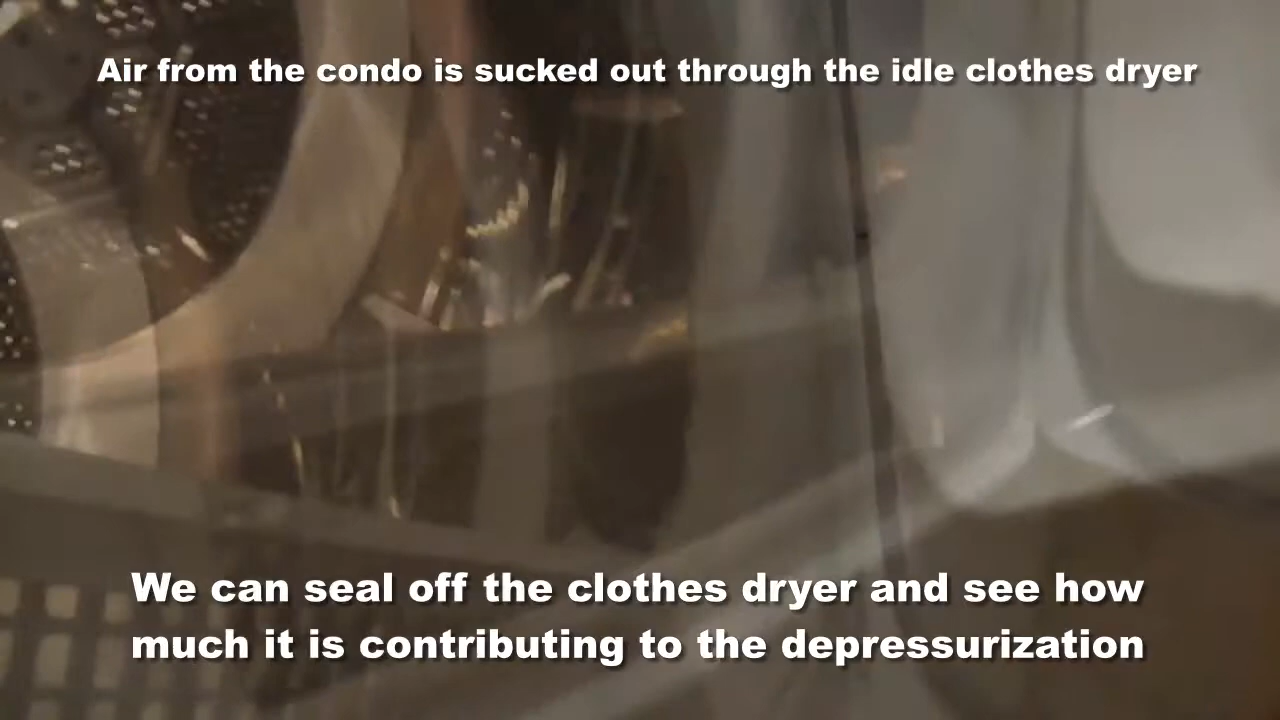 Air from the condo is sucked out through the idle clothes dryer
We can seal off the clothes dryer and see how
much it is contributing to the depressurization